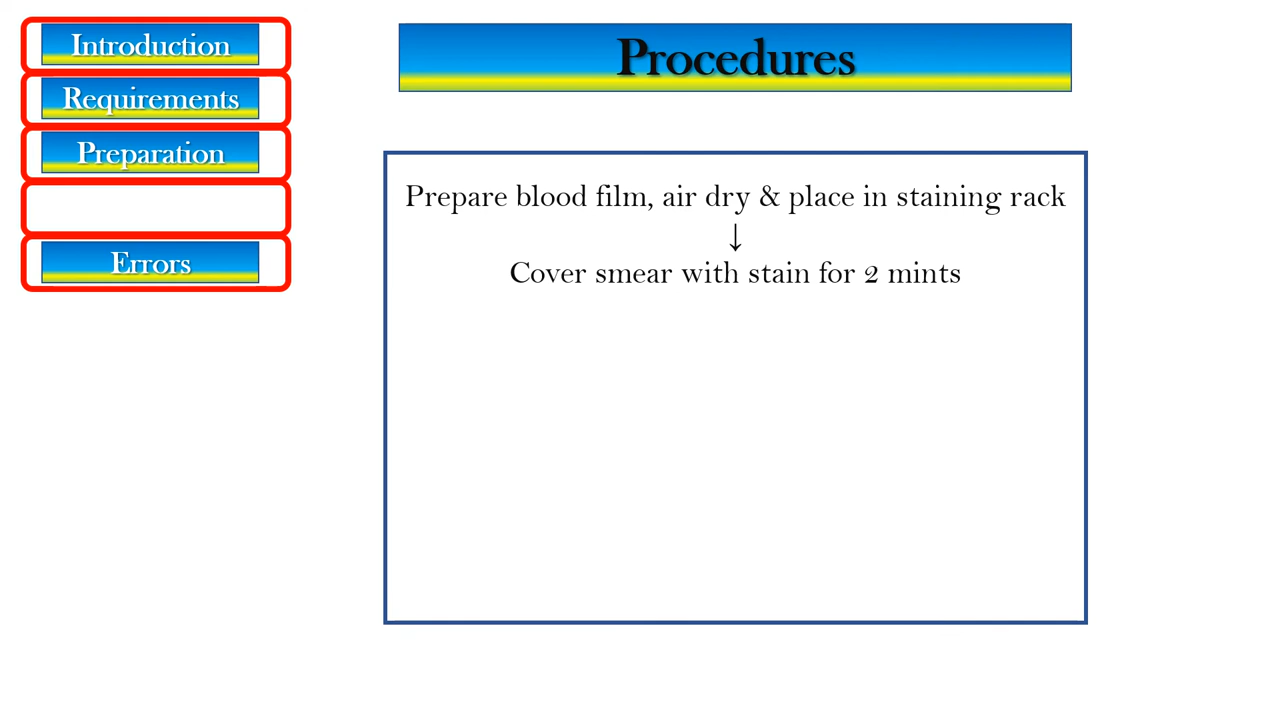 Introduction
Requirements
Preparation
Errors
Procedures
Prepare blood film, air dry & place in staining rack
↓
Cover smear with stain for 2 mints